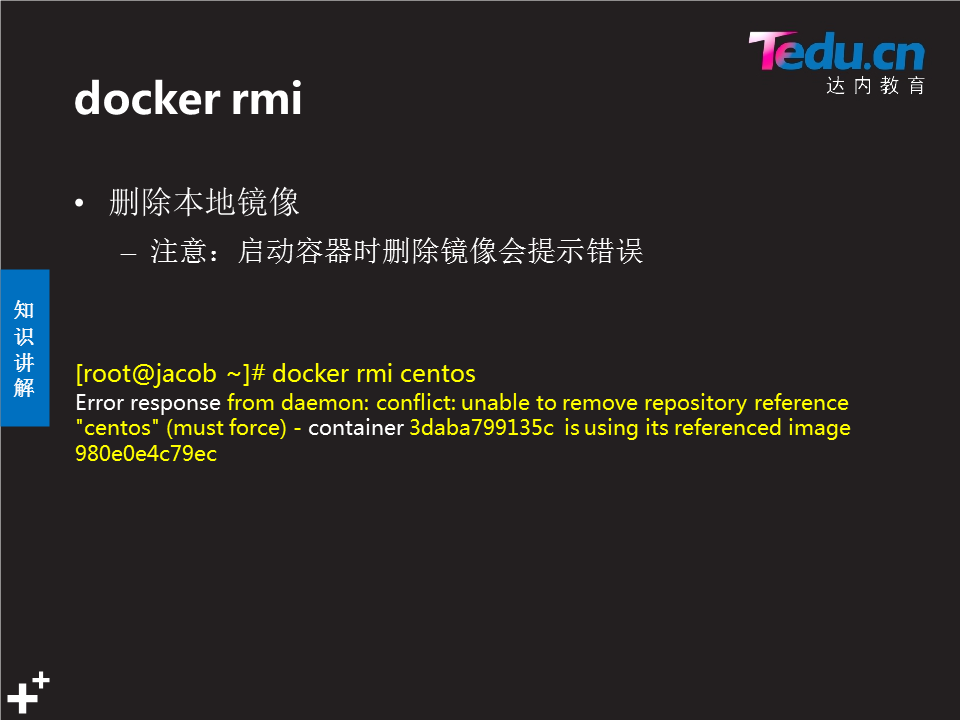 Tedu.cn
达内教育
docker rmi
• 删除本地镜像
– 注意：启动容器时删除镜像会提示错误
知
识
讲
解
[root@jacob ~]# docker rmi centos
Error response from daemon: conflict: unable to remove repository reference
"centos" (must force) - container 3daba799135c is using its referenced image
980e0e4c79ec